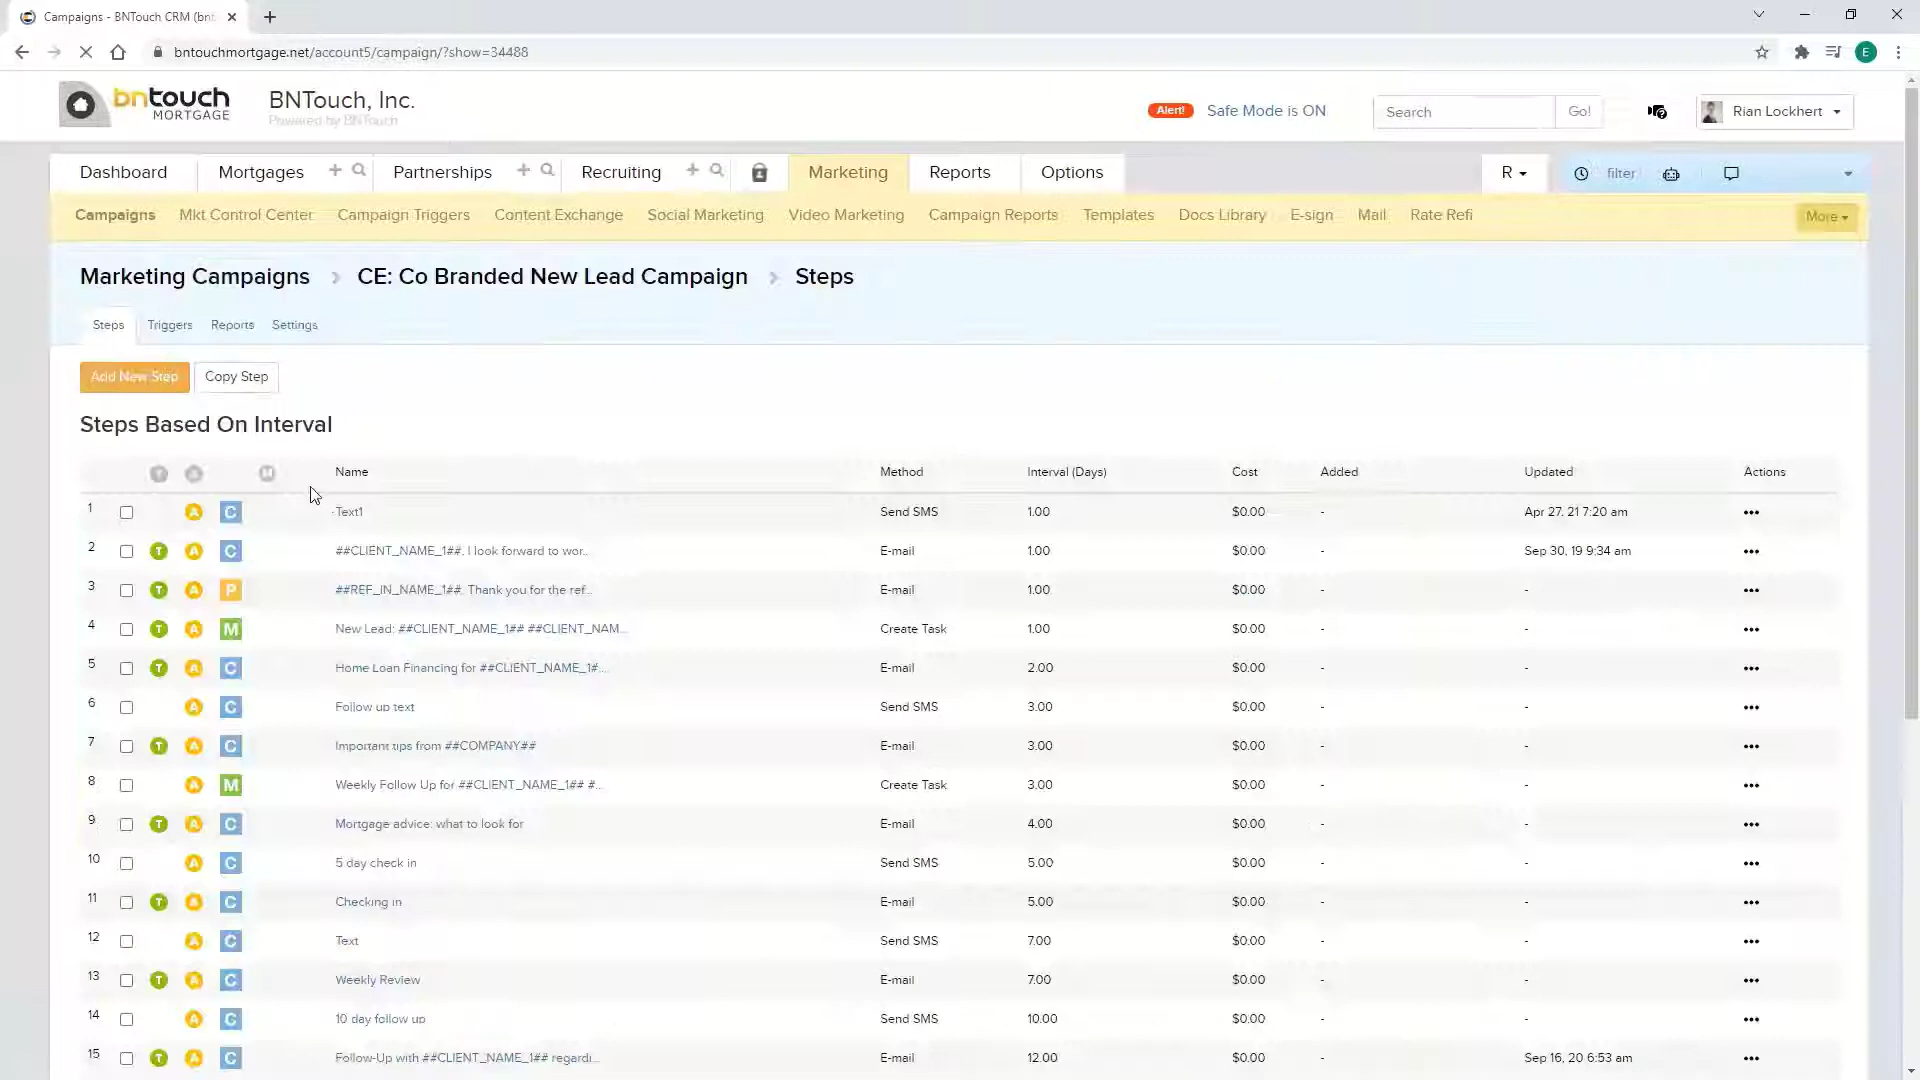 Campaigns - BNTouch CRM (bnt
bntouchmortgage.net/account5/campaign/?show=34488
E
bntouch
MORTGAGE
BNTouch, Inc.
Powered by BNTouch
Alert! Safe Mode is ON
Search Go!
Rian Lockhert
Dashboard Mortgages Partnerships Recruiting Marketing Reports Options R filter
Campaigns Mkt Control Center Campaign Triggers Content Exchange Social Marketing Video Marketing Campaign Reports Templates Docs Library E-sign Mail Rate Refi More
Marketing Campaigns > CE: Co Branded New Lead Campaign > Steps
Steps Triggers Reports Settings
Add New Step Copy Step
Steps Based On Interval
Name Method Interval (Days) Cost Added Updated Actions
1 A C Text1 Send SMS 1.00 $0.00 - Apr 27, 21 7:20 am •••
2 T A C ##CLIENT_NAME_1##, I look forward to wor... E-mail 1.00 $0.00 - Sep 30, 19 9:34 am •••
3 T A P ##REF_IN_NAME_1##, Thank you for the ref... E-mail 1.00 $0.00 - - •••
4 T A M New Lead: ##CLIENT_NAME_1## ##CLIENT_NAM... Create Task 1.00 $0.00 - - •••
5 T A C Home Loan Financing for ##CLIENT_NAME_1#... E-mail 2.00 $0.00 - - •••
6 A C Follow up text Send SMS 3.00 $0.00 - - •••
7 T A C Important tips from ##COMPANY## E-mail 3.00 $0.00 - - •••
8 A M Weekly Follow Up for ##CLIENT_NAME_1## #... Create Task 3.00 $0.00 - - •••
9 T A C Mortgage advice: what to look for E-mail 4.00 $0.00 - - •••
10 A C 5 day check in Send SMS 5.00 $0.00 - - •••
11 T A C Checking in E-mail 5.00 $0.00 - - •••
12 A C Text Send SMS 7.00 $0.00 - - •••
13 T A C Weekly Review E-mail 7.00 $0.00 - - •••
14 A C 10 day follow up Send SMS 10.00 $0.00 - - •••
15 T A C Follow-Up with ##CLIENT_NAME_1## regardi... E-mail 12.00 $0.00 - Sep 16, 20 6:53 am •••